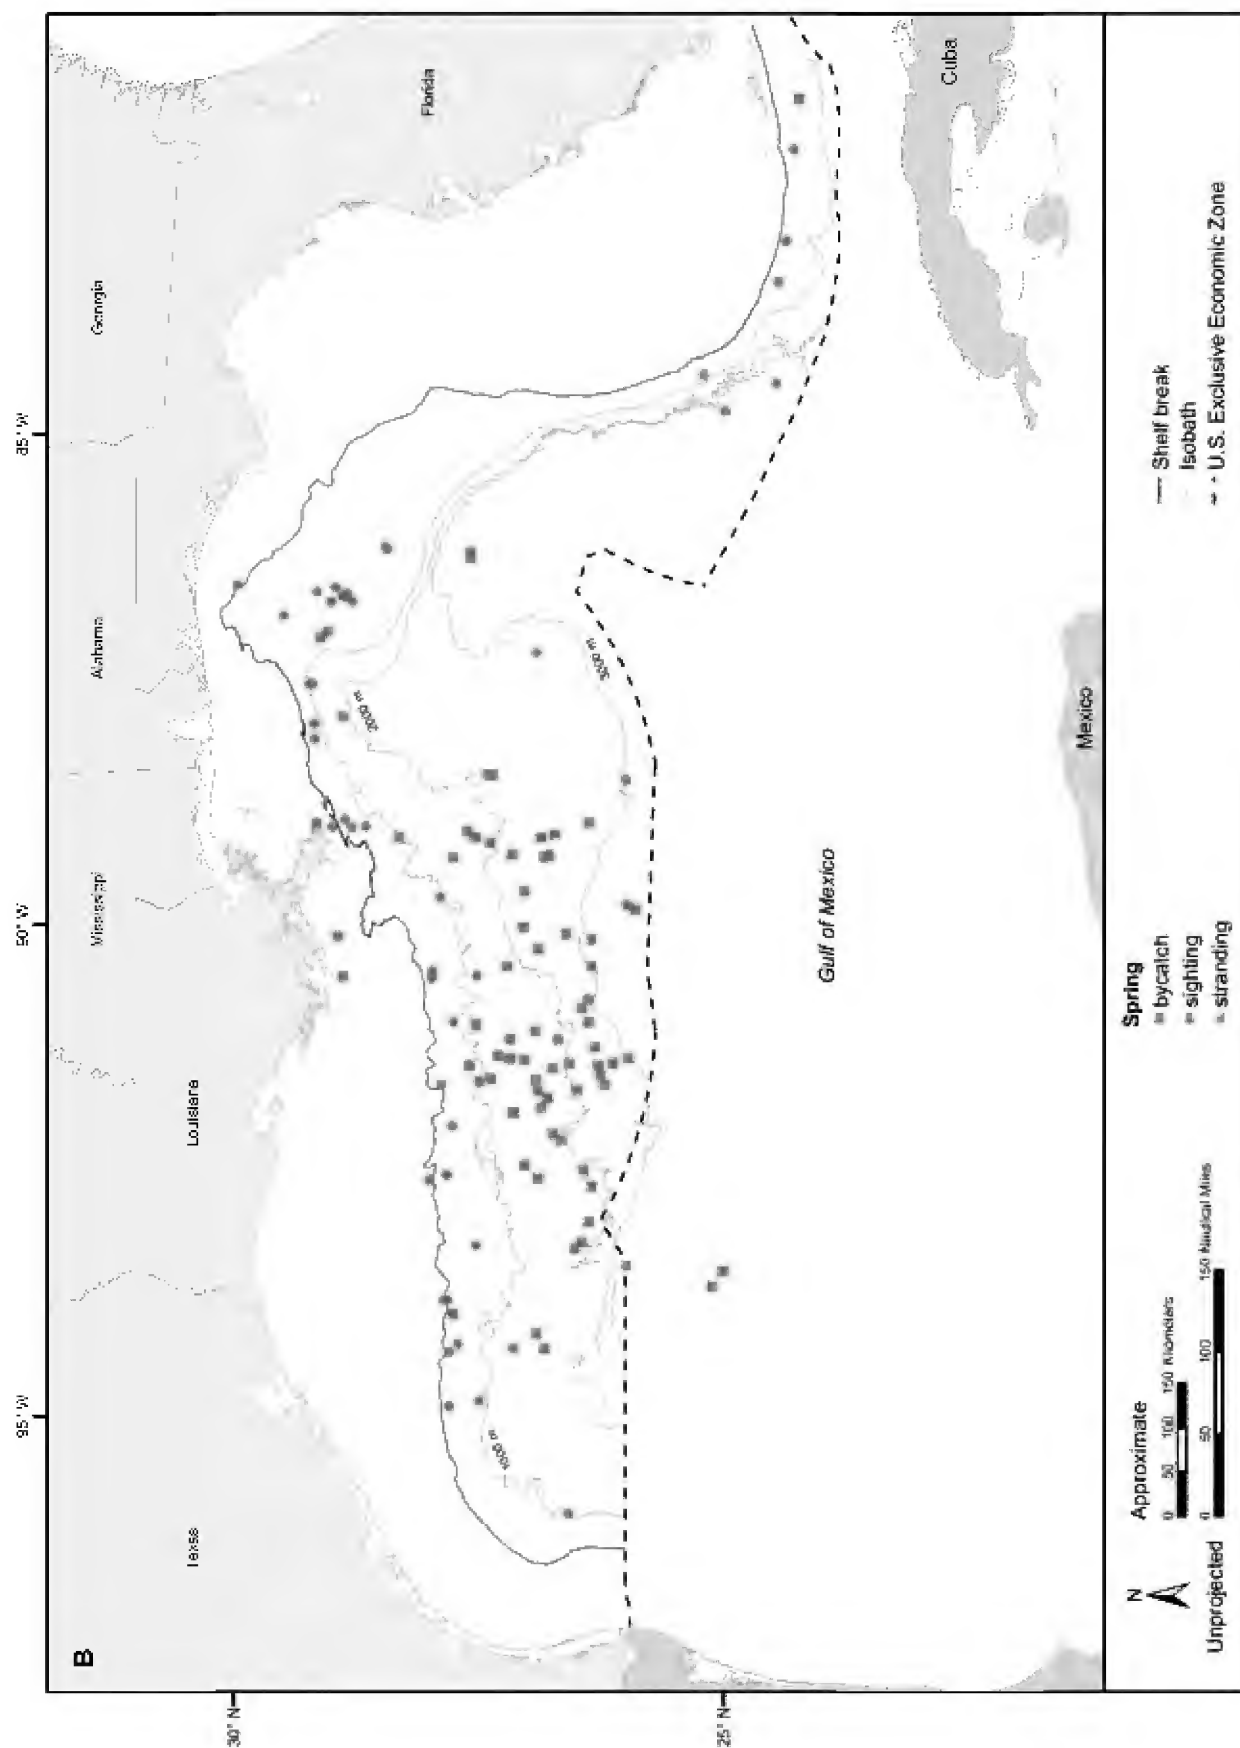 B
85° W
90° W
95° W
30° N
25° N
Georgia
Alabama
Mississippi
Louisiana
Texas
Florida
Cuba
Mexico
Gulf of Mexico
1000 m
2000 m
3000 m
N
Unprojected
Approximate
0 50 100 150 Kilometers
0 50 100 150 Nautical Miles
Spring
bycatch
sighting
stranding
Shelf break
Isobath
U.S. Exclusive Economic Zone